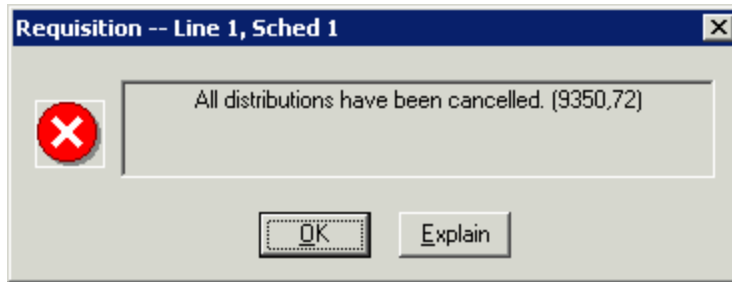 Requisition -- Line 1, Sched 1
All distributions have been cancelled. (9350,72)
OK
Explain